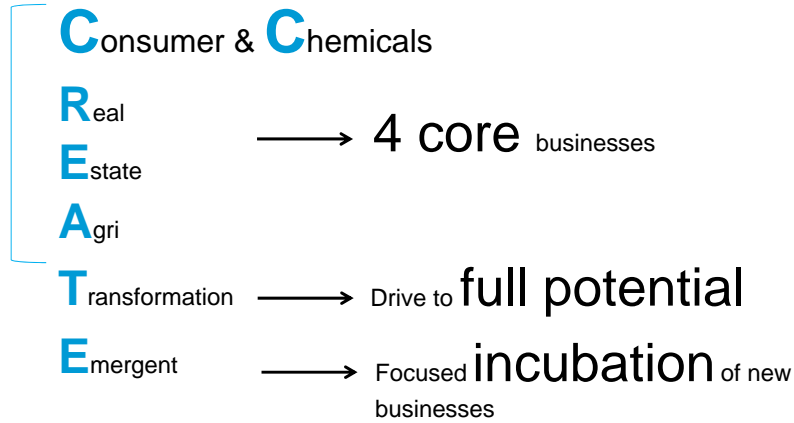 Consumer & Chemicals
Real
4 core businesses
Estate
Agri
Transformation
Drive to full potential
Emergent
Focused incubation of new
businesses